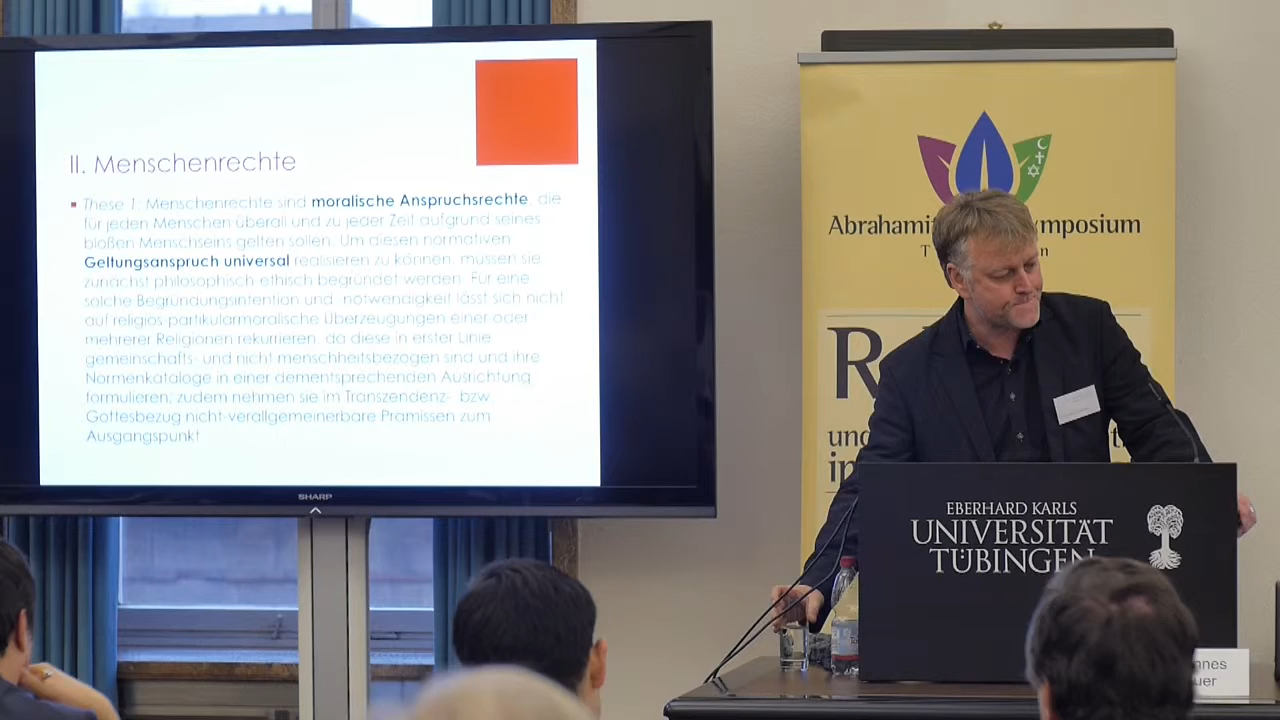 II. Menschenrechte
These 1: Menschenrechte sind moralische Anspruchsrechte, die
für jeden Menschen überall und zu jeder Zeit aufgrund seines
bloßen Menschseins gelten sollen. Um diesen normativen
Geltungsanspruch universal realisieren zu können, müssen sie
zunächst philosophisch-ethisch begründet werden. Für eine
solche Begründungsintention und -notwendigkeit lässt sich nicht
auf religiös-partikularmoralische Überzeugungen einer oder
mehrerer Religionen rekurrieren, da diese in erster Linie
gemeinschafts- und nicht menschheitsbezogen sind und ihre
Normenkataloge in einer dementsprechenden Ausrichtung
formulieren; zudem nehmen sie im Transzendenz- bzw.
Gottesbezug nicht-verallgemeinerbare Prämissen zum
Ausgangspunkt
SHARP
Abrahami mposium
T n
R
und
in
EBERHARD KARLS
UNIVERSITÄT
TÜBINGEN
nnes
uer